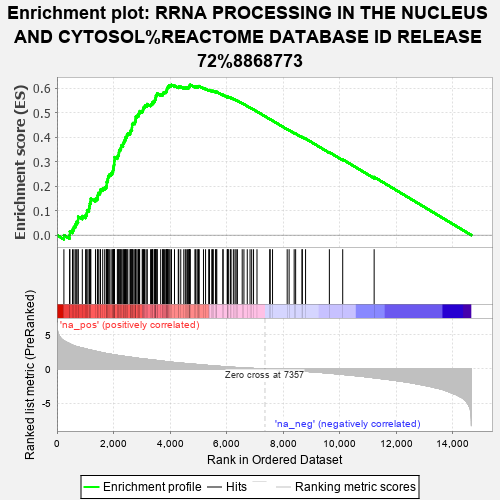 Enrichment plot: RRNA PROCESSING IN THE NUCLEUS
AND CYTOSOL%REACTOME DATABASE ID RELEASE
72%8868773
Enrichment score (ES)
0.6
0.5
0.4
0.3
0.2
0.1
0.0
'na_pos' (positively correlated)
Ranked list metric (PreRanked)
5
0
-5
Zero cross at 7357
'na_neg' (negatively correlated)
0
2,000
4,000
6,000
8,000
10,000
12,000
14,000
Rank in Ordered Dataset
Enrichment profile
Hits
Ranking metric scores